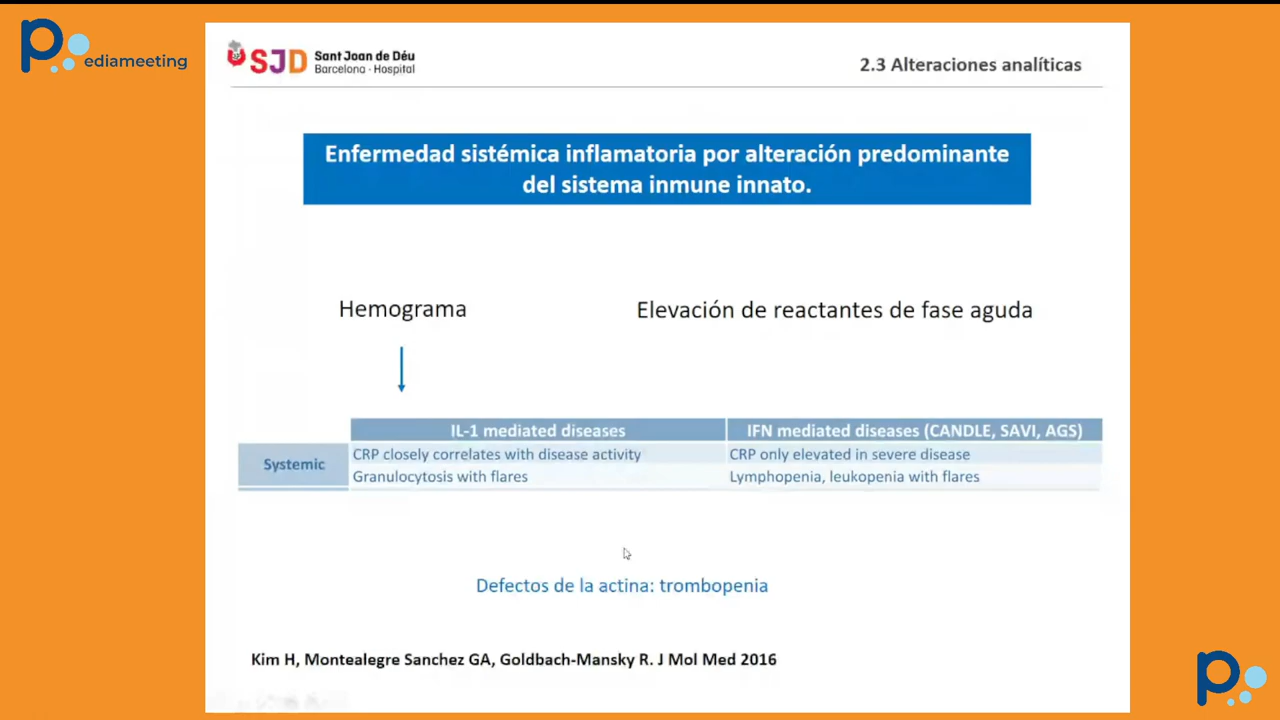 Pediameeting
SJD Sant Joan de Déu
Barcelona · Hospital
2.3 Alteraciones analíticas
Enfermedad sistémica inflamatoria por alteración predominante
del sistema inmune innato.
Hemograma
Elevación de reactantes de fase aguda
IL-1 mediated diseases
IFN mediated diseases (CANDLE, SAVI, AGS)
Systemic
CRP closely correlates with disease activity
CRP only elevated in severe disease
Granulocytosis with flares
Lymphopenia, leukopenia with flares
Defectos de la actina: trombopenia
Kim H, Montealegre Sanchez GA, Goldbach-Mansky R. J Mol Med 2016
P